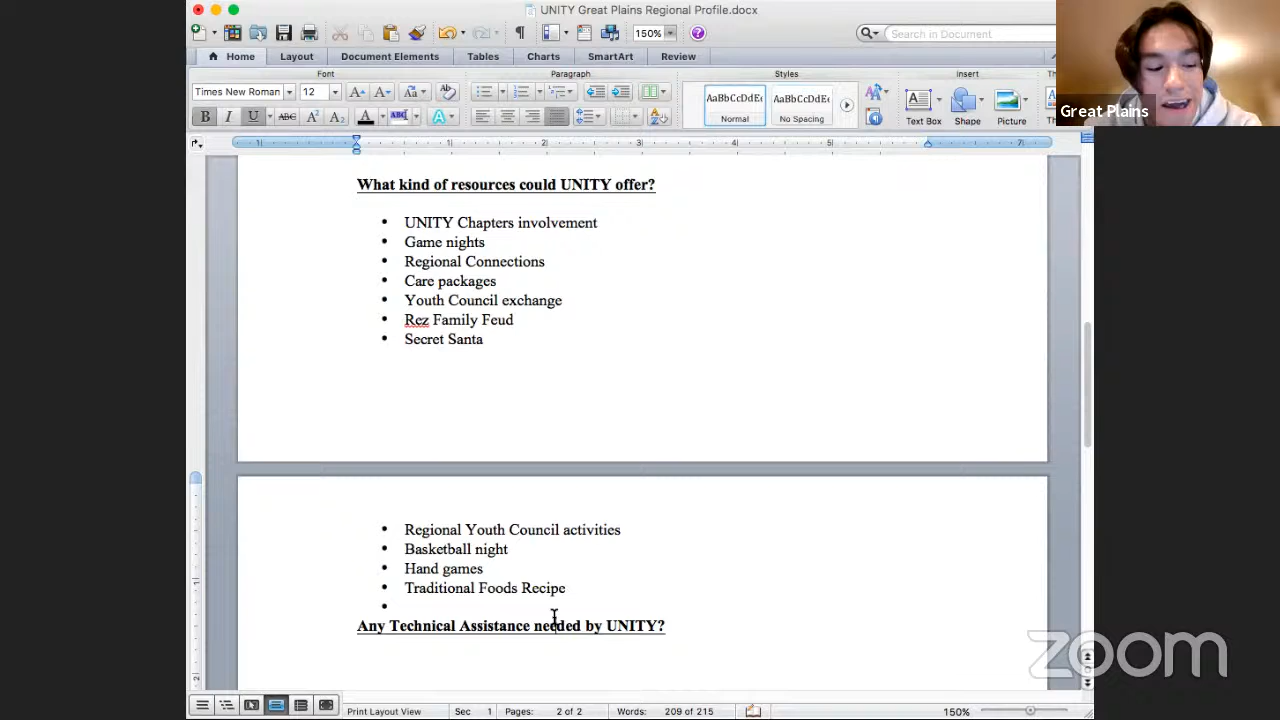 UNITY Great Plains Regional Profile.docx
150%
Search in Document
Home Layout Document Elements Tables Charts SmartArt Review
Font Paragraph Styles Insert
Times New Roman 12
AaBbCcDdEe AaBbCcDdEe
Normal No Spacing
Text Box Shape Picture
Great Plains
What kind of resources could UNITY offer?
• UNITY Chapters involvement
• Game nights
• Regional Connections
• Care packages
• Youth Council exchange
• Rez Family Feud
• Secret Santa
• Regional Youth Council activities
• Basketball night
• Hand games
• Traditional Foods Recipe
•
Any Technical Assistance needed by UNITY?
zoom
Print Layout View Sec 1 Pages: 2 of 2 Words: 209 of 215 150%